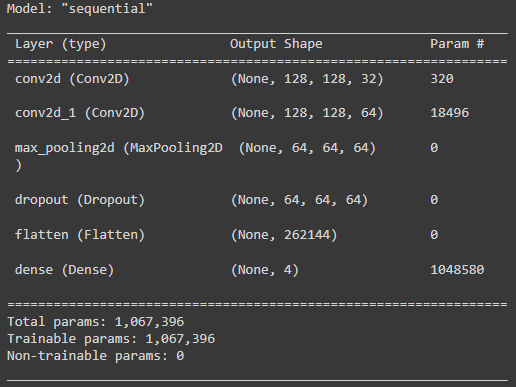 Model: "sequential"
_________________________________________________________________
Layer (type) Output Shape Param #
=================================================================
conv2d (Conv2D) (None, 128, 128, 32) 320
conv2d_1 (Conv2D) (None, 128, 128, 64) 18496
max_pooling2d (MaxPooling2D (None, 64, 64, 64) 0
)
dropout (Dropout) (None, 64, 64, 64) 0
flatten (Flatten) (None, 262144) 0
dense (Dense) (None, 4) 1048580
=================================================================
Total params: 1,067,396
Trainable params: 1,067,396
Non-trainable params: 0
_________________________________________________________________